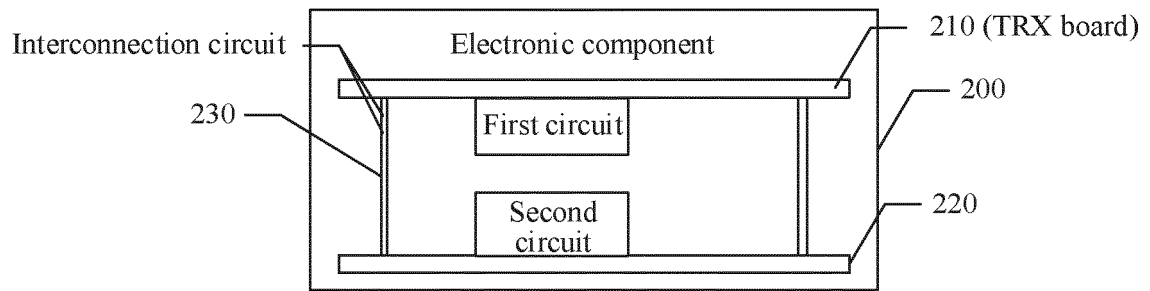 Interconnection circuit
Electronic component
210 (TRX board)
230
First circuit
200
Second
circuit
220